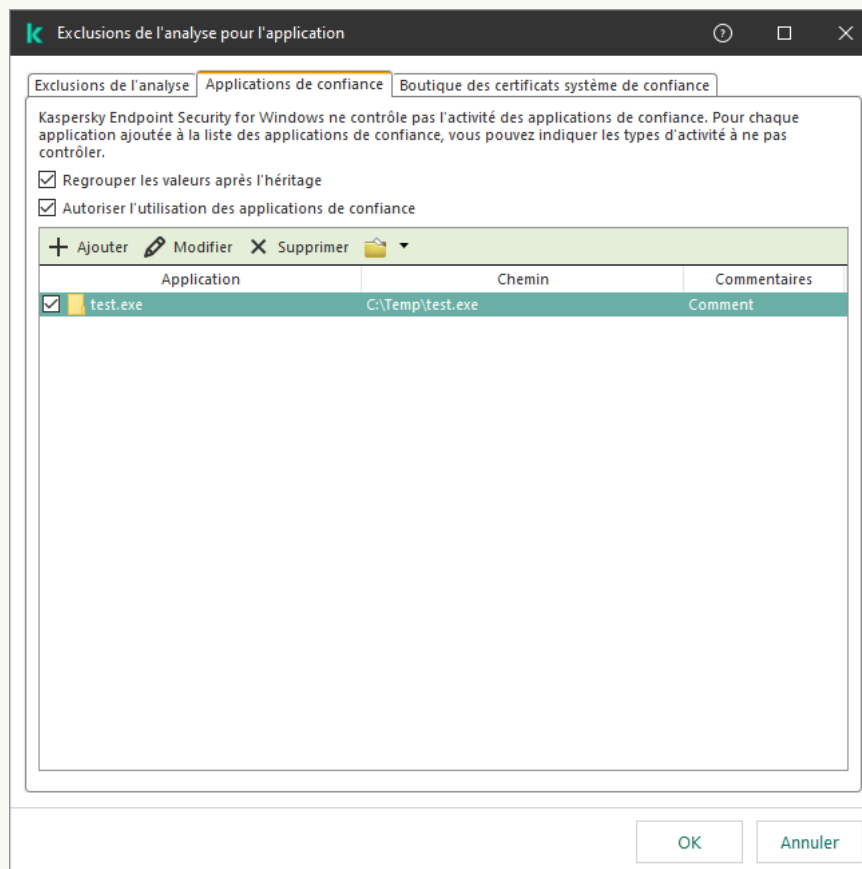 Exclusions de l'analyse pour l'application
Exclusions de l'analyse Applications de confiance Boutique des certificats système de confiance
Kaspersky Endpoint Security for Windows ne contrôle pas l'activité des applications de confiance. Pour chaque
application ajoutée à la liste des applications de confiance, vous pouvez indiquer les types d'activité à ne pas
contrôler.
Regrouper les valeurs après l'héritage
Autoriser l'utilisation des applications de confiance
Ajouter Modifier Supprimer
Application Chemin Commentaires
test.exe C:\Temp\test.exe Comment
OK Annuler